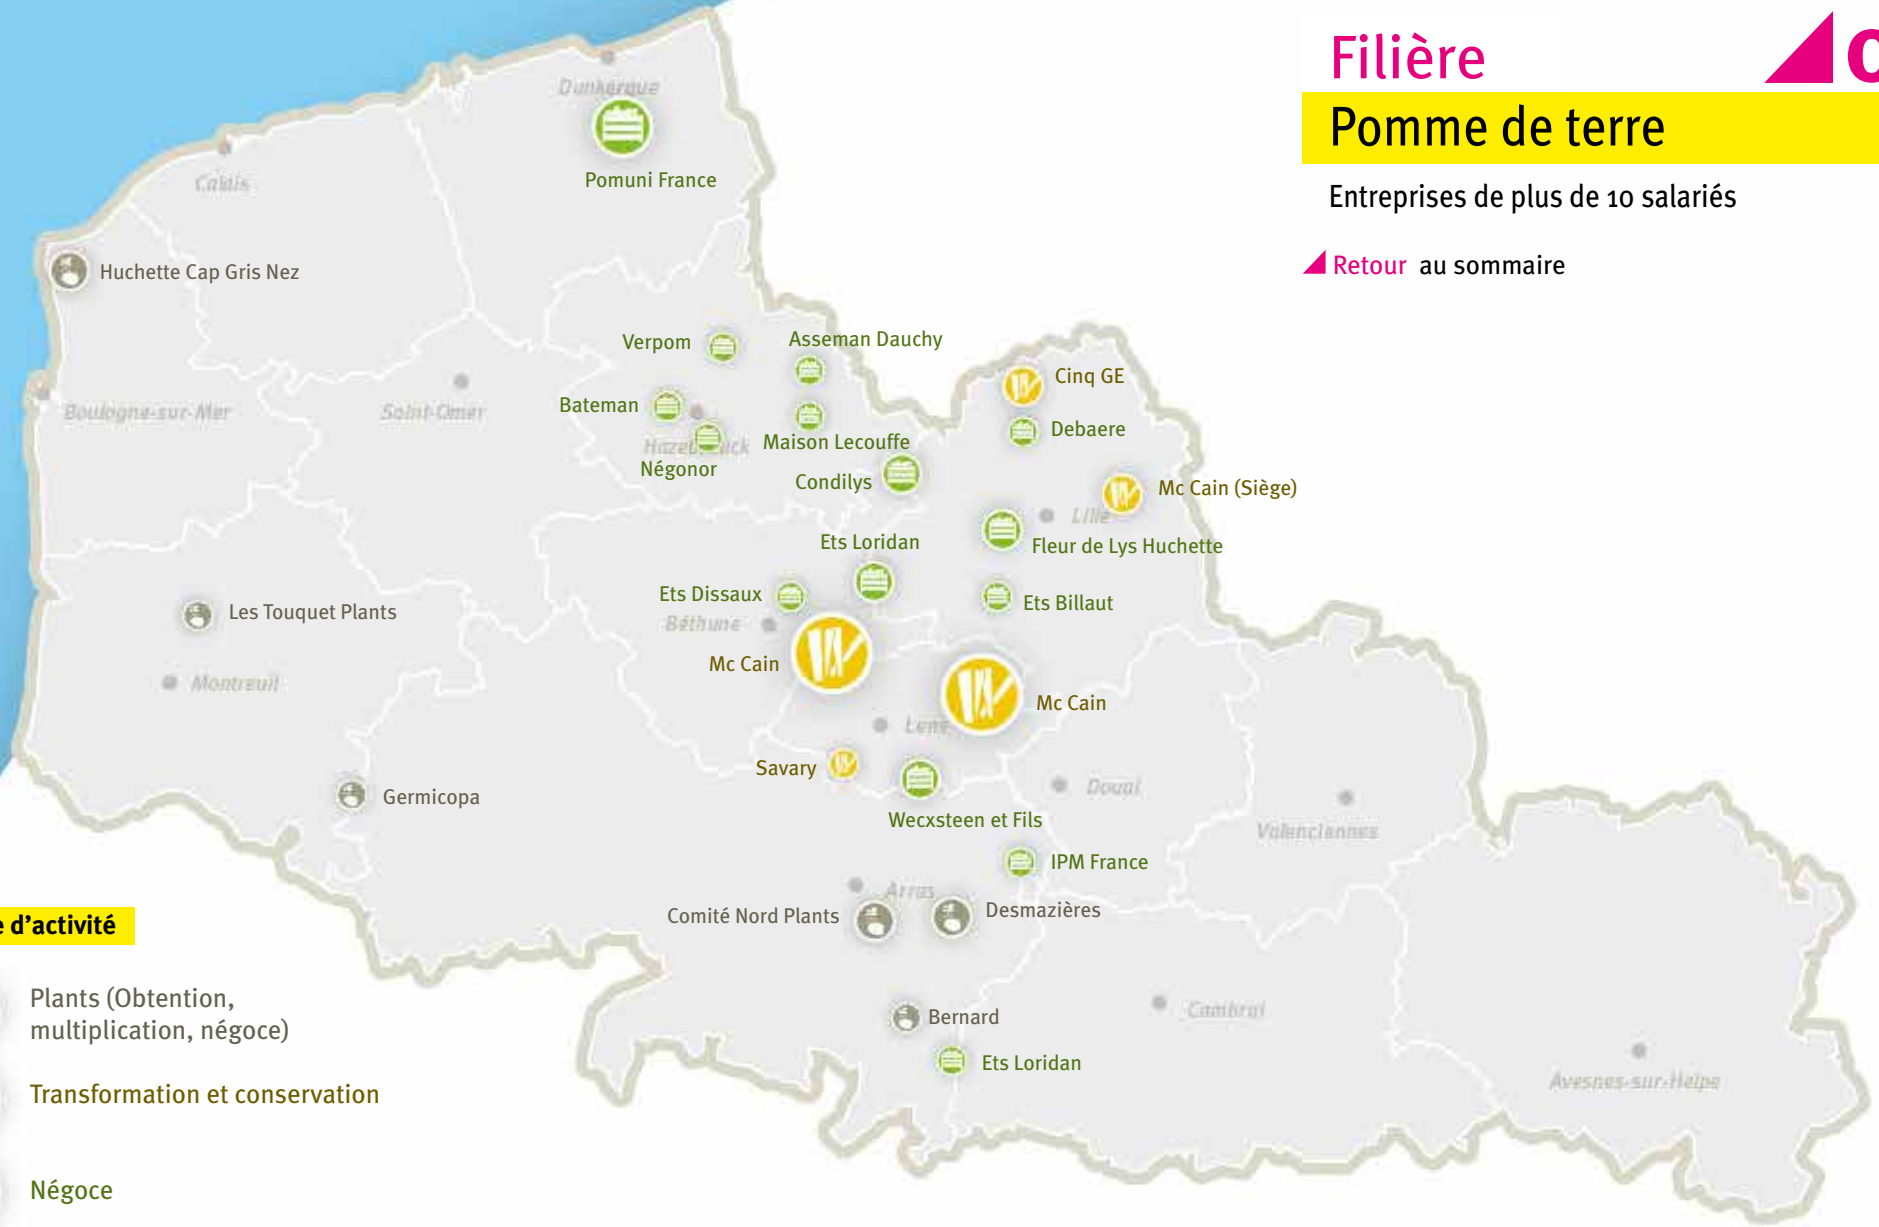 Filière
Pomme de terre
Entreprises de plus de 10 salariés
Retour au sommaire
Dunkerque
Pomuni France
Calais
Huchette Cap Gris Nez
Verpom
Asseman Dauchy
Cinq GE
Boulogne-sur-Mer
Saint-Omer
Bateman
Debaere
Maison Lecouffe
Négonor
Condilys
Mc Cain (Siège)
Lille
Fleur de Lys Huchette
Ets Loridan
Ets Dissaux
Ets Billaut
Les Touquet Plants
Béthune
Mc Cain
Montreuil
Mc Cain
Lens
Savary
Germicopa
Douai
Wecxsteen et Fils
Valenciennes
IPM France
Arras
Comité Nord Plants
Desmazières
d'activité
Plants (Obtention,
multiplication, négoce)
Bernard
Cambrai
Ets Loridan
Avesnes-sur-Helpe
Transformation et conservation
Négoce